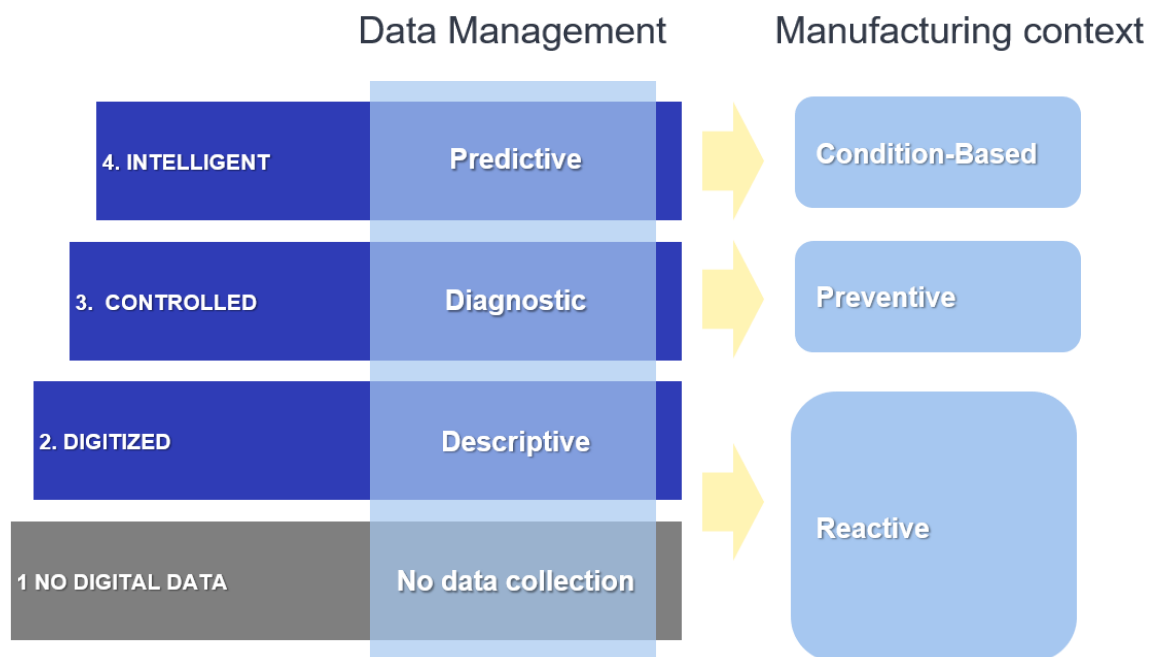 Data Management
Manufacturing context
4. INTELLIGENT
Predictive
Condition-Based
3. CONTROLLED
Diagnostic
Preventive
2. DIGITIZED
Descriptive
Reactive
1 NO DIGITAL DATA
No data collection